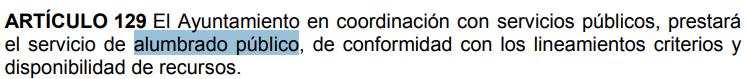 ARTÍCULO 129 El Ayuntamiento en coordinación con servicios públicos, prestará
el servicio de alumbrado público, de conformidad con los lineamientos criterios y
disponibilidad de recursos.